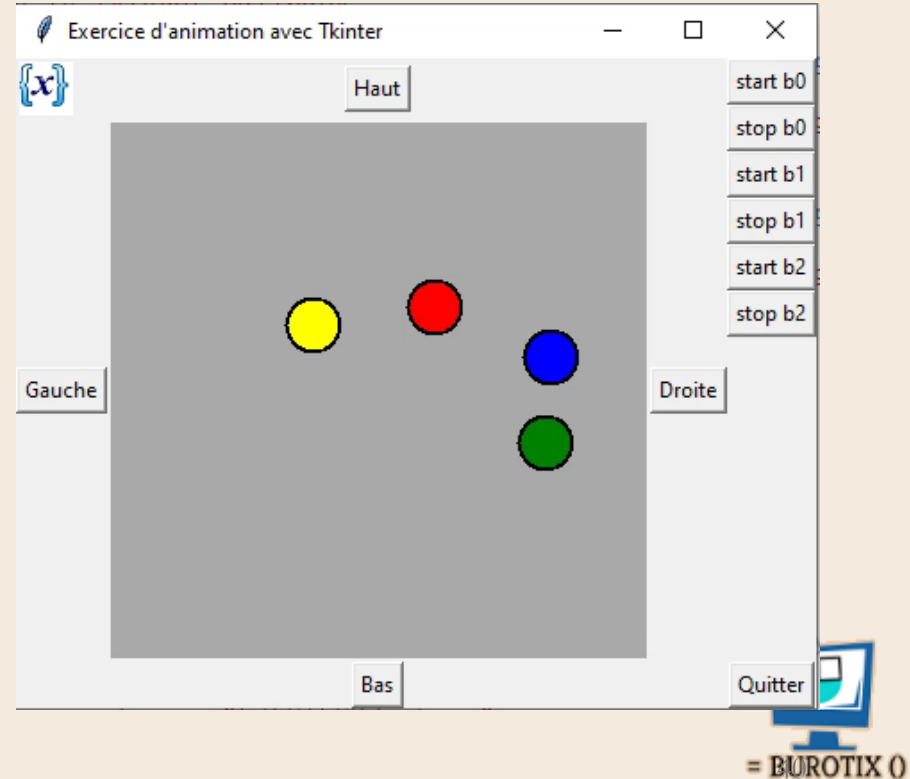 Exercice d'animation avec Tkinter
{x}
Haut
start b0
stop b0
start b1
stop b1
start b2
stop b2
Gauche
Droite
Bas
Quitter
= BUROTIX ()